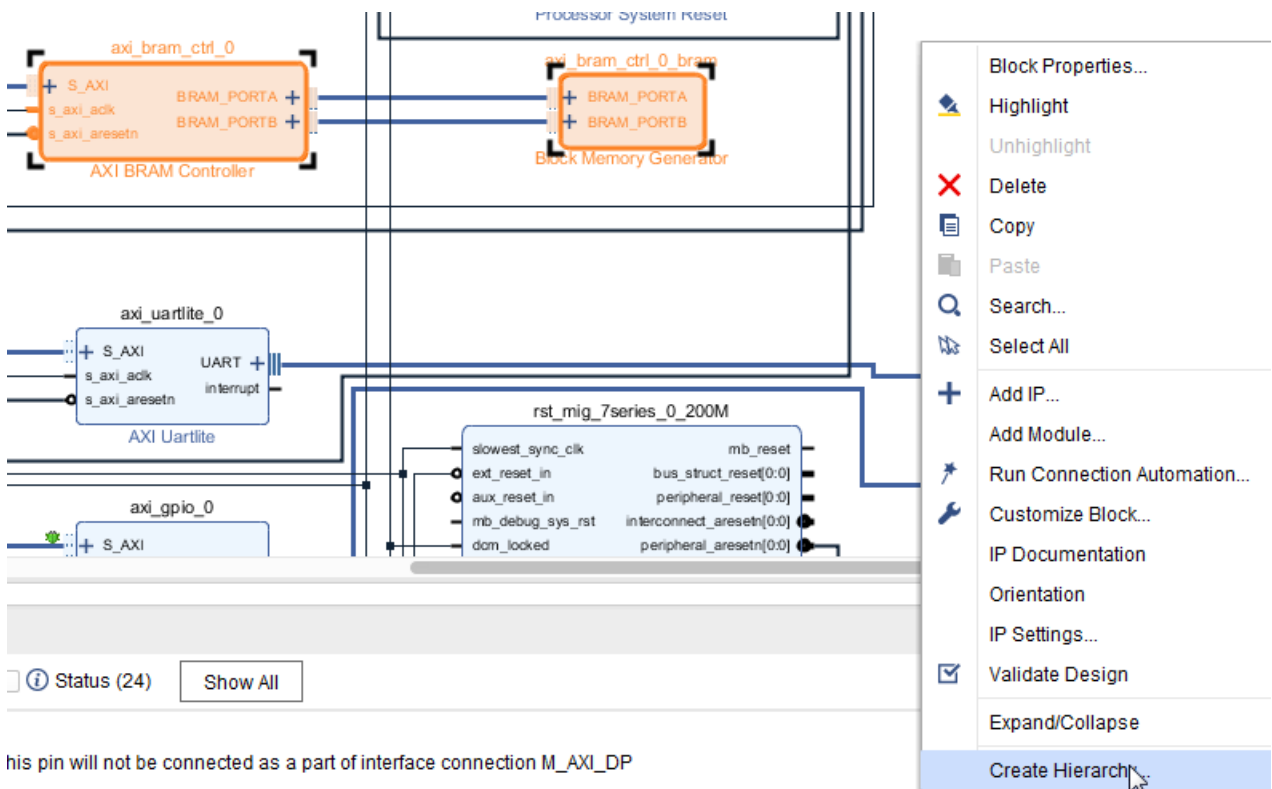 Processor System Reset
axi_bram_ctrl_0
S_AXI
s_axi_aclk
s_axi_aresetn
BRAM_PORTA
BRAM_PORTB
AXI BRAM Controller
axi_bram_ctrl_0_bram
BRAM_PORTA
BRAM_PORTB
Block Memory Generator
axi_uartlite_0
S_AXI
s_axi_aclk
s_axi_aresetn
UART
interrupt
AXI Uartlite
rst_mig_7series_0_200M
slowest_sync_clk
ext_reset_in
aux_reset_in
mb_debug_sys_rst
dcm_locked
mb_reset
bus_struct_reset[0:0]
peripheral_reset[0:0]
interconnect_aresetn[0:0]
peripheral_aresetn[0:0]
axi_gpio_0
S_AXI
Status (24)
Show All
his pin will not be connected as a part of interface connection M_AXI_DP
Block Properties...
Highlight
Unhighlight
Delete
Copy
Paste
Search...
Select All
Add IP...
Add Module...
Run Connection Automation...
Customize Block...
IP Documentation
Orientation
IP Settings...
Validate Design
Expand/Collapse
Create Hierarchy...